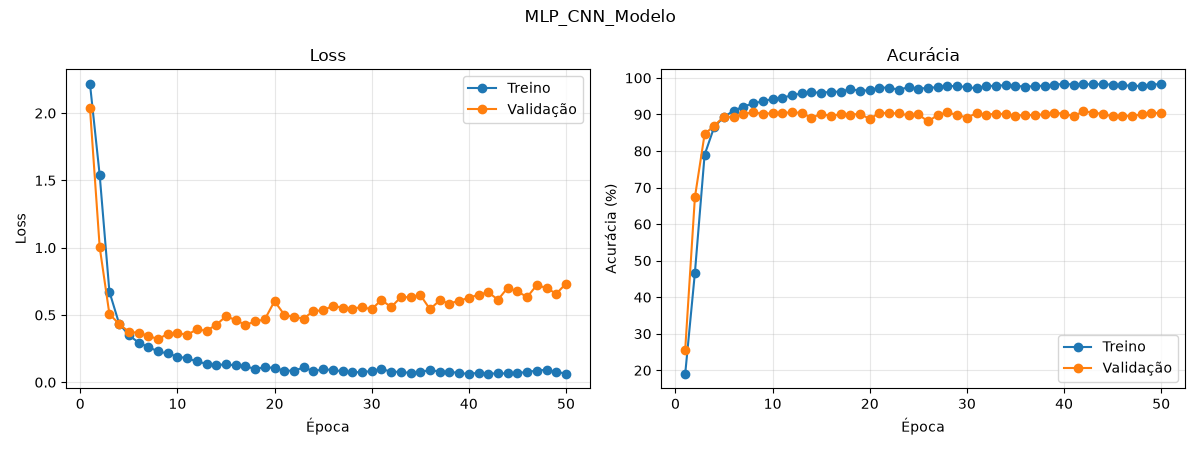 MLP_CNN_Modelo
Loss
Treino
Validação
2.0
1.5
1.0
0.5
0.0
Loss
0 10 20 30 40 50
Época
Acurácia
100
90
80
70
60
50
40
30
20
Acurácia (%)
Treino
Validação
0 10 20 30 40 50
Época